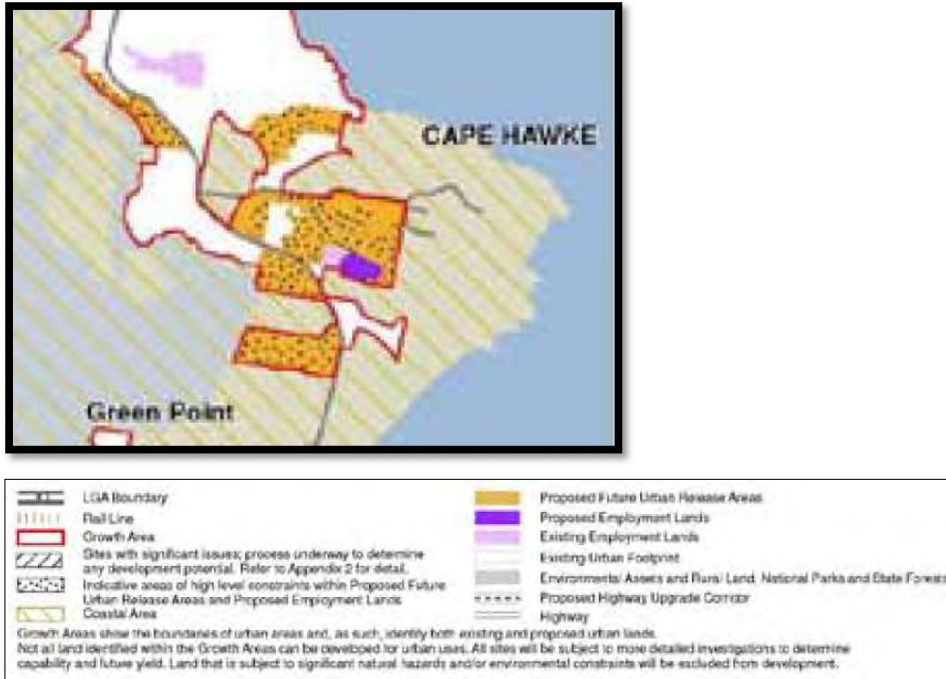 CAPE HAWKE
Green Point
LGA Boundary
Rail Line
Growth Area
Sites with significant issues; process underway to determine
any development potential. Refer to Appendix 2 for detail.
Indicative areas of high level constraints within Proposed Future
Urban Release Areas and Proposed Employment Lands
Coastal Area
Proposed Future Urban Release Areas
Proposed Employment Lands
Existing Employment Lands
Existing Urban Footprint
Environmental Assets and Rural Land, National Parks and State Forests
Proposed Highway Upgrade Corridor
Highway
Growth Areas show the boundaries of urban areas and, as such, identify both existing and proposed urban lands.
Not all land identified within the Growth Areas can be developed for urban uses. All sites will be subject to more detailed investigations to determine
capability and future yield. Land that is subject to significant natural hazards and/or environmental constraints will be excluded from development.